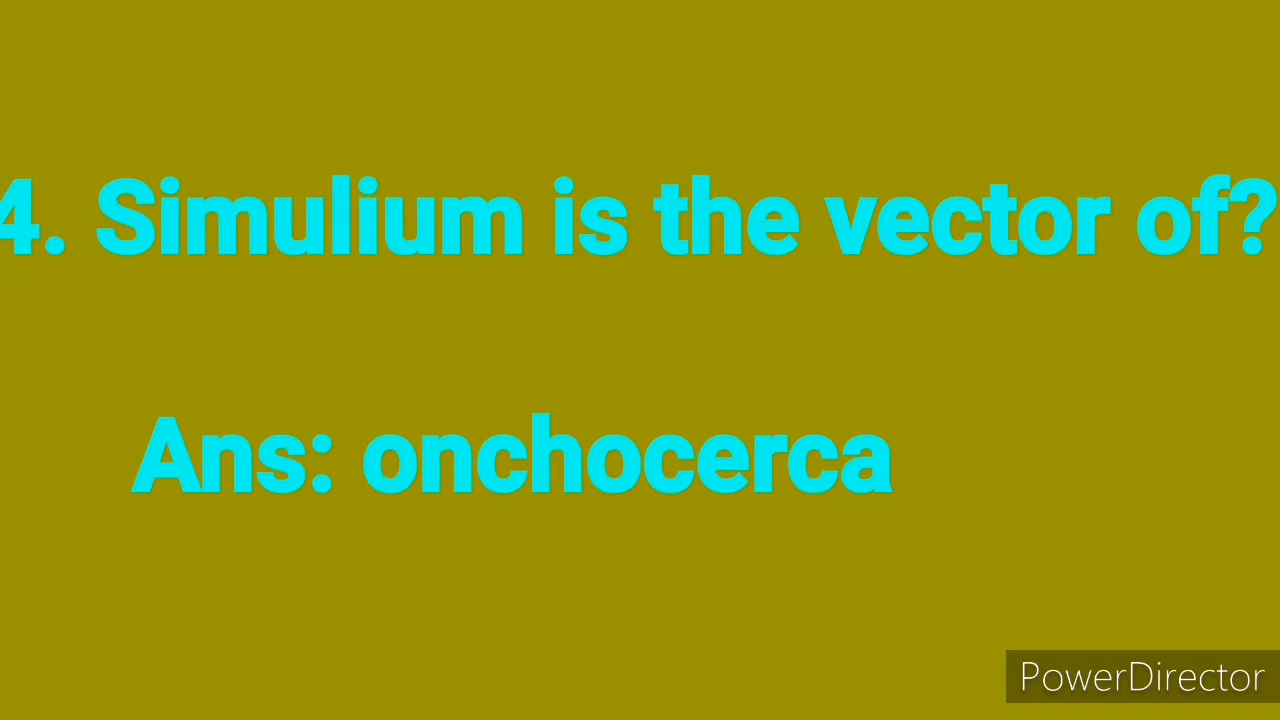 4. Simulium is the vector of?
Ans: onchocerca
PowerDirector